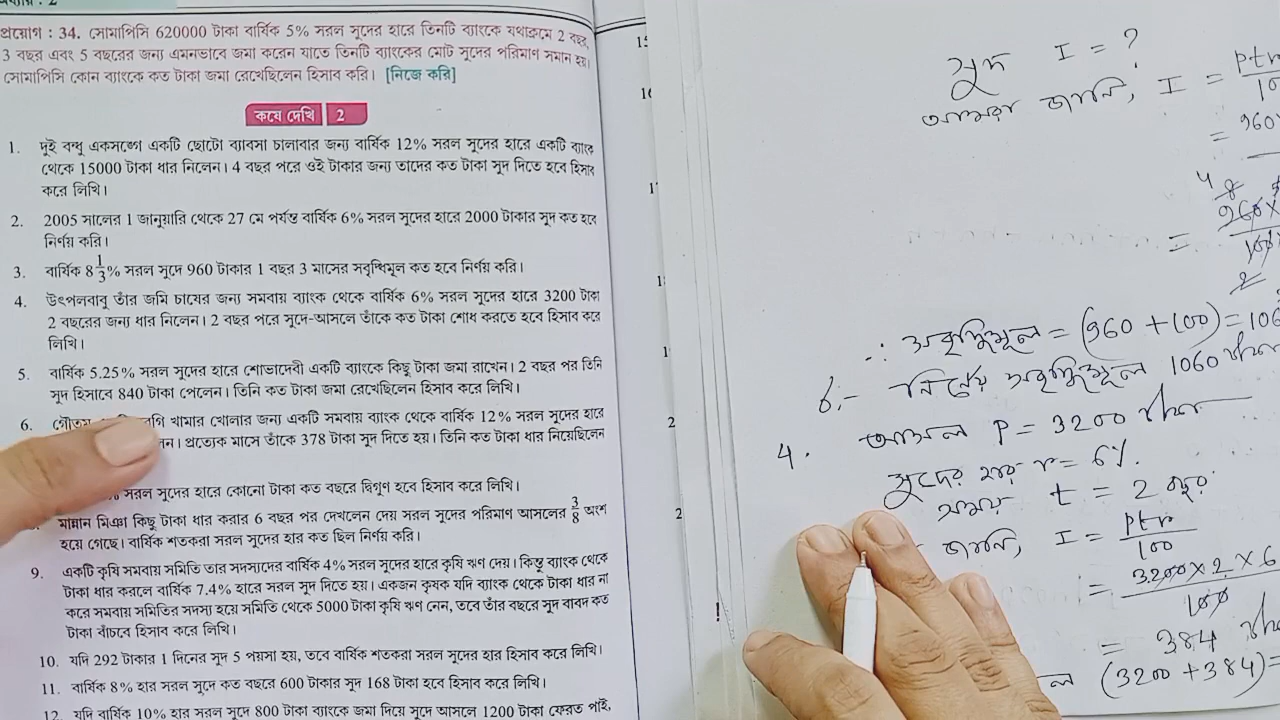 প্রয়োগ : 34. সোমাপিসি 620000 টাকা বার্ষিক 5% সরল সুদের হারে তিনটি ব্যাংকে যথাক্রমে 2 বছর,
3 বছর এবং 5 বছরের জন্য এমনভাবে জমা করেন যাতে তিনটি ব্যাংকের মোট সুদের পরিমাণ সমান হয়।
সোমাপিসি কোন ব্যাংকে কত টাকা জমা রেখেছিলেন হিসাব করি। [নিজে করি]
কষে দেখি 2
1. দুই বন্ধু একসঙ্গে একটি ছোটো ব্যাবসা চালাবার জন্য বার্ষিক 12% সরল সুদের হারে একটি ব্যাংক
থেকে 15000 টাকা ধার নিলেন। 4 বছর পরে ওই টাকার জন্য তাদের কত টাকা সুদ দিতে হবে হিসাব
করে লিখি।
2. 2005 সালের 1 জানুয়ারি থেকে 27 মে পর্যন্ত বার্ষিক 6% সরল সুদের হারে 2000 টাকার সুদ কত হবে
নির্ণয় করি।
3. বার্ষিক 8 1/3% সরল সুদে 960 টাকার 1 বছর 3 মাসের সবৃদ্ধিমূল কত হবে নির্ণয় করি।
4. উৎপলবাবু তাঁর জমি চাষের জন্য সমবায় ব্যাংক থেকে বার্ষিক 6% সরল সুদের হারে 3200 টাকা
2 বছরের জন্য ধার নিলেন। 2 বছর পরে সুদে-আসলে তাঁকে কত টাকা শোধ করতে হবে হিসাব করে
লিখি।
5. বার্ষিক 5.25% সরল সুদের হারে শোভাদেবী একটি ব্যাংকে কিছু টাকা জমা রাখেন। 2 বছর পর তিনি
সুদ হিসাবে 840 টাকা পেলেন। তিনি কত টাকা জমা রেখেছিলেন হিসাব করে লিখি।
6. গৌতম খামার খোলার জন্য একটি সমবায় ব্যাংক থেকে বার্ষিক 12% সরল সুদের হারে
প্রত্যেক মাসে তাঁকে 378 টাকা সুদ দিতে হয়। তিনি কত টাকা ধার নিয়েছিলেন
সরল সুদের হারে কোনো টাকা কত বছরে দ্বিগুণ হবে হিসাব করে লিখি।
মান্নান মিঞা কিছু টাকা ধার করার 6 বছর পর দেখলেন দেয় সরল সুদের পরিমাণ আসলের 3/8 অংশ
হয়ে গেছে। বার্ষিক শতকরা সরল সুদের হার কত ছিল নির্ণয় করি।
9. একটি কৃষি সমবায় সমিতি তার সদস্যদের বার্ষিক 4% সরল সুদের হারে কৃষি ঋণ দেয়। কিন্তু ব্যাংক থেকে
টাকা ধার করলে বার্ষিক 7.4% হারে সরল সুদ দিতে হয়। একজন কৃষক যদি ব্যাংক থেকে টাকা ধার না
করে সমবায় সমিতির সদস্য হয়ে সমিতি থেকে 5000 টাকা কৃষি ঋণ নেন, তবে তাঁর বছরে সুদ বাবদ কত
টাকা বাঁচবে হিসাব করে লিখি।
10. যদি 292 টাকার 1 দিনের সুদ 5 পয়সা হয়, তবে বার্ষিক শতকরা সরল সুদের হার হিসাব করে লিখি।
11. বার্ষিক 8% হার সরল সুদে কত বছরে 600 টাকার সুদ 168 টাকা হবে হিসাব করে লিখি।
12. যদি বার্ষিক 10% হার সরল সুদে 800 টাকা ব্যাংকে জমা দিয়ে সুদে আসলে 1200 টাকা ফেরত পাই,
সুদ I = ?
আমরা জানি, I = ptr
= 960
=
∴ সবৃদ্ধিমূল = (960 + 100) = 106
উঃ- নির্ণেয় সবৃদ্ধিমূল 1060 টাকা
4. আসল P = 3200 টাকা
সুদের হার r = 6%.
সময় t = 2 বছর
জানি, I = ptr/100
= 3200 × 2 × 6/100
= 384 টাকা
(3200 + 384) =